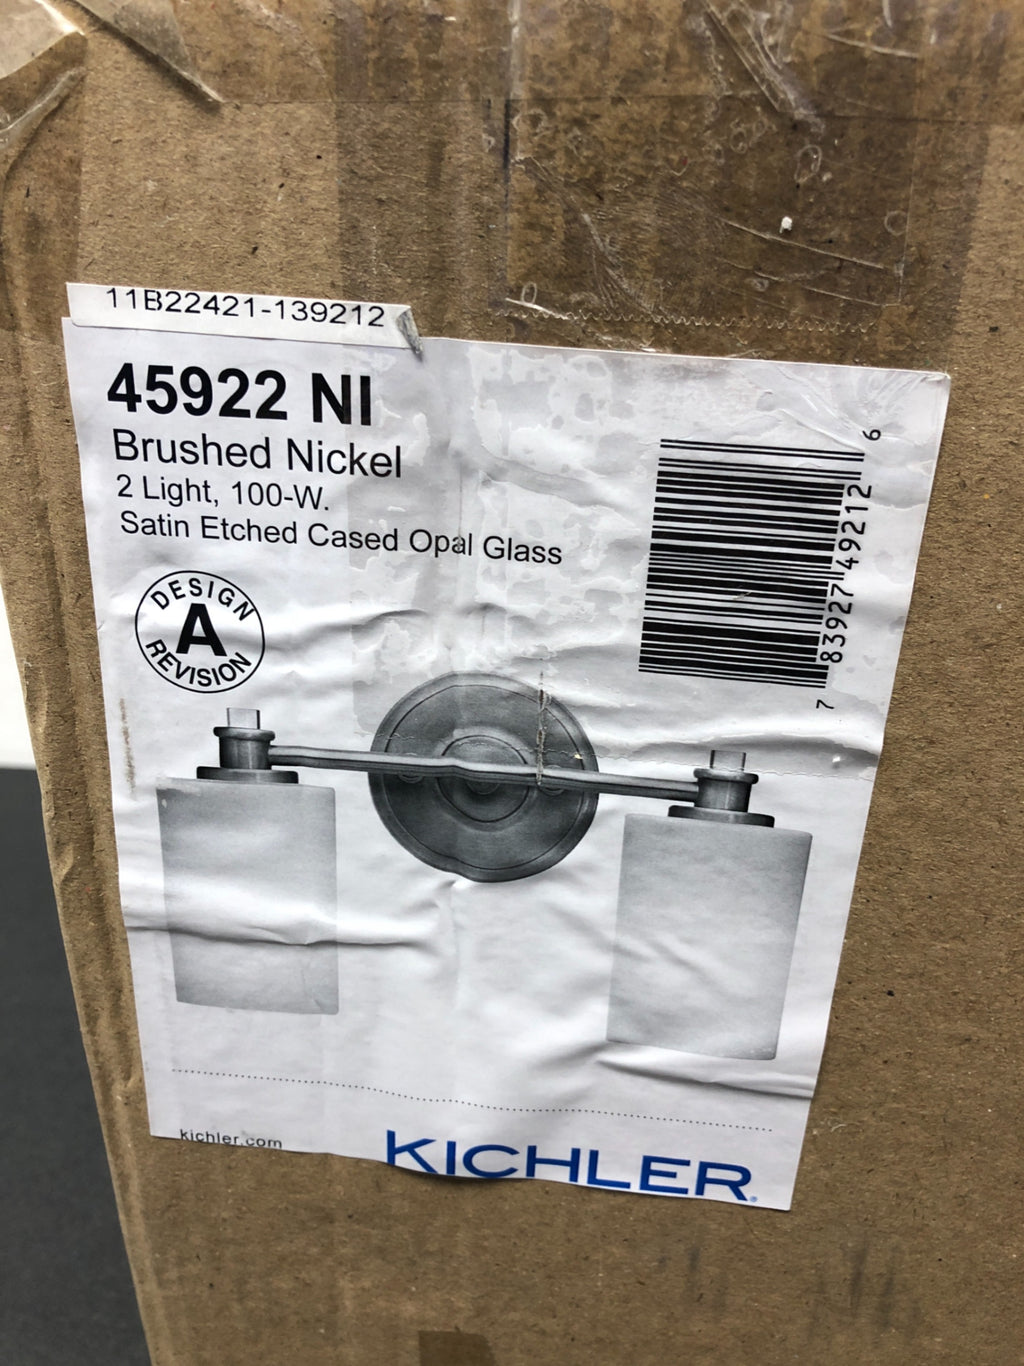 11B22421-139212
45922 NI
Brushed Nickel
2 Light, 100-W.
Satin Etched Cased Opal Glass
DESIGN
A
REVISION
7 83927 49212 6
kichler.com
KICHLER®